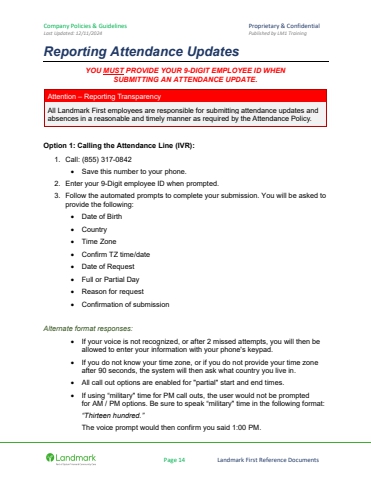 Company Policies & Guidelines
Proprietary & Confidential
Last Updated: 12/11/2024
Published by LMS Training
Reporting Attendance Updates
YOU MUST PROVIDE YOUR 9-DIGIT EMPLOYEE ID WHEN
SUBMITTING AN ATTENDANCE UPDATE.
Attention – Reporting Transparency
All Landmark First employees are responsible for submitting attendance updates and
absences in a reasonable and timely manner as required by the Attendance Policy.
Option 1: Calling the Attendance Line (IVR):
1. Call: (855) 317-0842
• Save this number to your phone.
2. Enter your 9-Digit employee ID when prompted.
3. Follow the automated prompts to complete your submission. You will be asked to
provide the following:
• Date of Birth
• Country
• Time Zone
• Confirm TZ time/date
• Date of Request
• Full or Partial Day
• Reason for request
• Confirmation of submission
Alternate format responses:
• If your voice is not recognized, or after 2 missed attempts, you will then be
allowed to enter your information with your phone's keypad.
• If you do not know your time zone, or if you do not provide your time zone
after 90 seconds, the system will then ask what country you live in.
• All call out options are enabled for "partial" start and end times.
• If using "military" time for PM call outs, the user would not be prompted
for AM / PM options. Be sure to speak "military" time in the following format:
"Thirteen hundred."
The voice prompt would then confirm you said 1:00 PM.
Landmark
Page 14
Landmark First Reference Documents